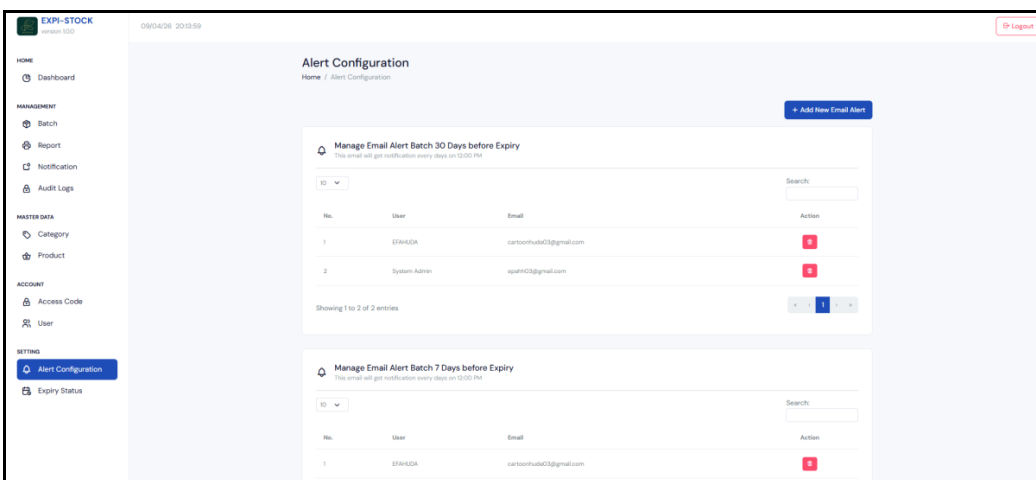 EXPI-STOCK
version 1.0.0
09/04/26 20:13:59
Logout
HOME
Dashboard
MANAGEMENT
Batch
Report
Notification
Audit Logs
MASTER DATA
Category
Product
ACCOUNT
Access Code
User
SETTING
Alert Configuration
Expiry Status
Alert Configuration
Home / Alert Configuration
+ Add New Email Alert
Manage Email Alert Batch 30 Days before Expiry
This email will get notification every days on 12:00 PM
10
Search:
No. User Email Action
1 EFAHUDA cartoonhuda03@gmail.com
2 System Admin epahh03@gmail.com
Showing 1 to 2 of 2 entries
« ‹ 1 › »
Manage Email Alert Batch 7 Days before Expiry
This email will get notification every days on 12:00 PM
10
Search:
No. User Email Action
1 EFAHUDA cartoonhuda03@gmail.com